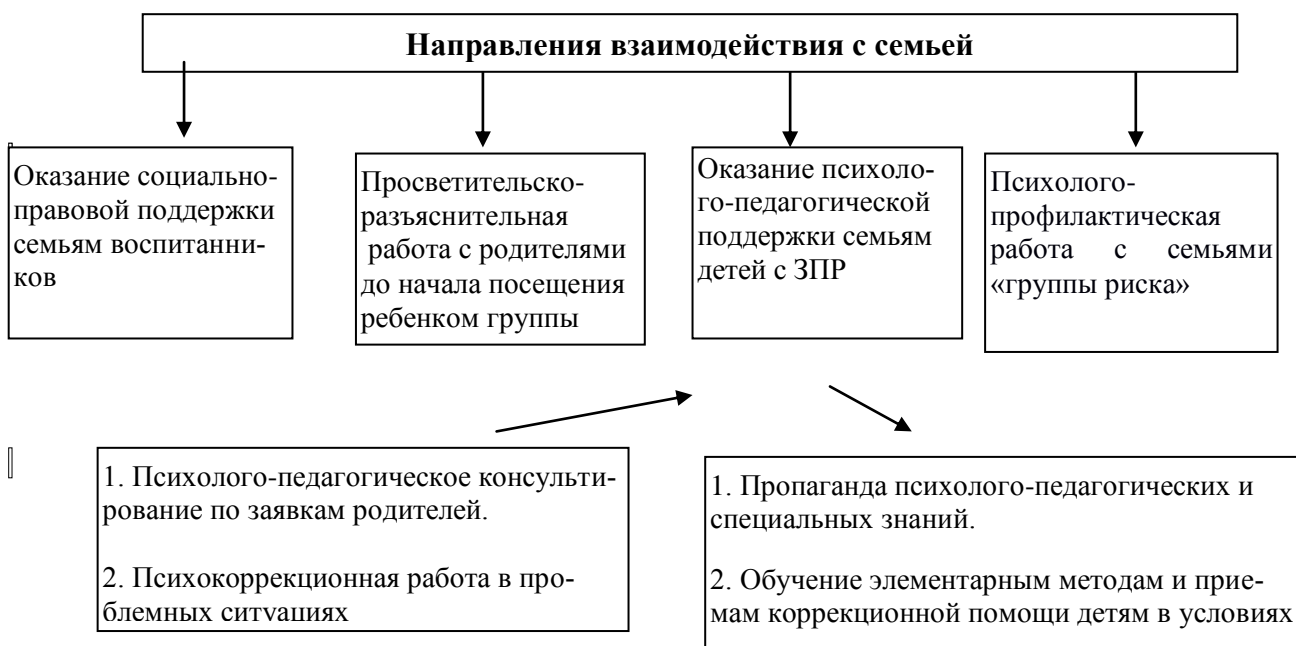 Направления взаимодействия с семьей
Оказание социально-
правовой поддержки
семьям воспитанни-
ков
Просветительско-
разъяснительная
работа с родителями
до начала посещения
ребенком группы
Оказание психоло-
го-педагогической
поддержки семьям
детей с ЗПР
Психолого-
профилактическая
работа с семьями
«группы риска»
1. Психолого-педагогическое консульти-
рование по заявкам родителей.
2. Психокоррекционная работа в про-
блемных ситуациях
1. Пропаганда психолого-педагогических и
специальных знаний.
2. Обучение элементарным методам и прие-
мам коррекционной помощи детям в условиях